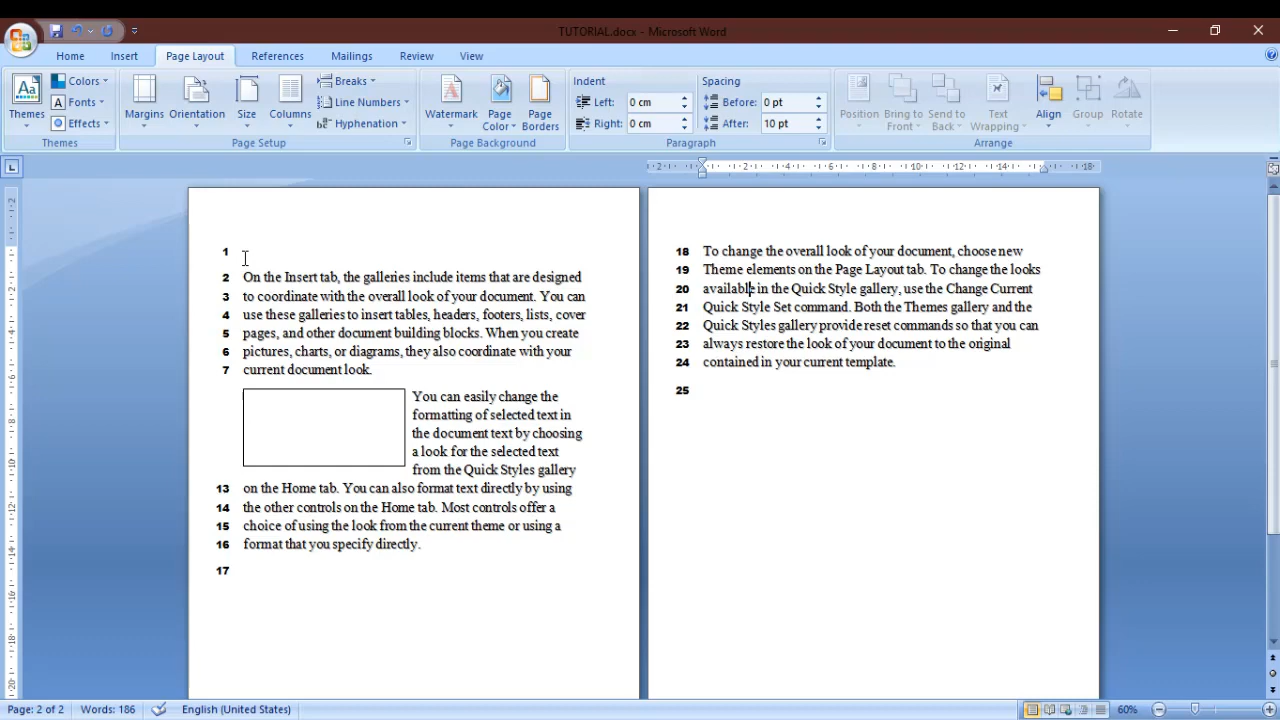 TUTORIAL.docx - Microsoft Word
Home Insert Page Layout References Mailings Review View
Themes
Colors
Fonts
Effects
Themes
Margins
Orientation
Size
Columns
Breaks
Line Numbers
Hyphenation
Page Setup
Watermark
Page Color
Page Borders
Page Background
Indent
Left: 0 cm
Right: 0 cm
Spacing
Before: 0 pt
After: 10 pt
Paragraph
Position
Bring to Front
Send to Back
Text Wrapping
Align
Group
Rotate
Arrange
1
2 On the Insert tab, the galleries include items that are designed
3 to coordinate with the overall look of your document. You can
4 use these galleries to insert tables, headers, footers, lists, cover
5 pages, and other document building blocks. When you create
6 pictures, charts, or diagrams, they also coordinate with your
7 current document look.
You can easily change the
formatting of selected text in
the document text by choosing
a look for the selected text
from the Quick Styles gallery
13 on the Home tab. You can also format text directly by using
14 the other controls on the Home tab. Most controls offer a
15 choice of using the look from the current theme or using a
16 format that you specify directly.
17
18 To change the overall look of your document, choose new
19 Theme elements on the Page Layout tab. To change the looks
20 available in the Quick Style gallery, use the Change Current
21 Quick Style Set command. Both the Themes gallery and the
22 Quick Styles gallery provide reset commands so that you can
23 always restore the look of your document to the original
24 contained in your current template.
25
Page: 2 of 2 Words: 186 English (United States) 60%